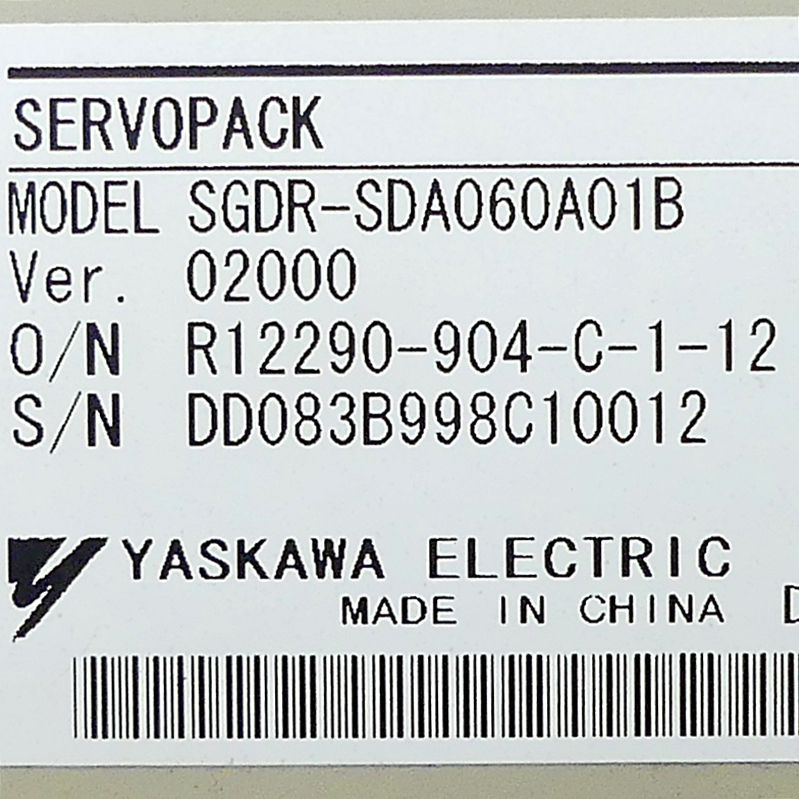 SERVOPACK
MODEL SGDR-SDA060A01B
Ver. 02000
O/N R12290-904-C-1-12
S/N DD083B998C10012
YASKAWA ELECTRIC
MADE IN CHINA